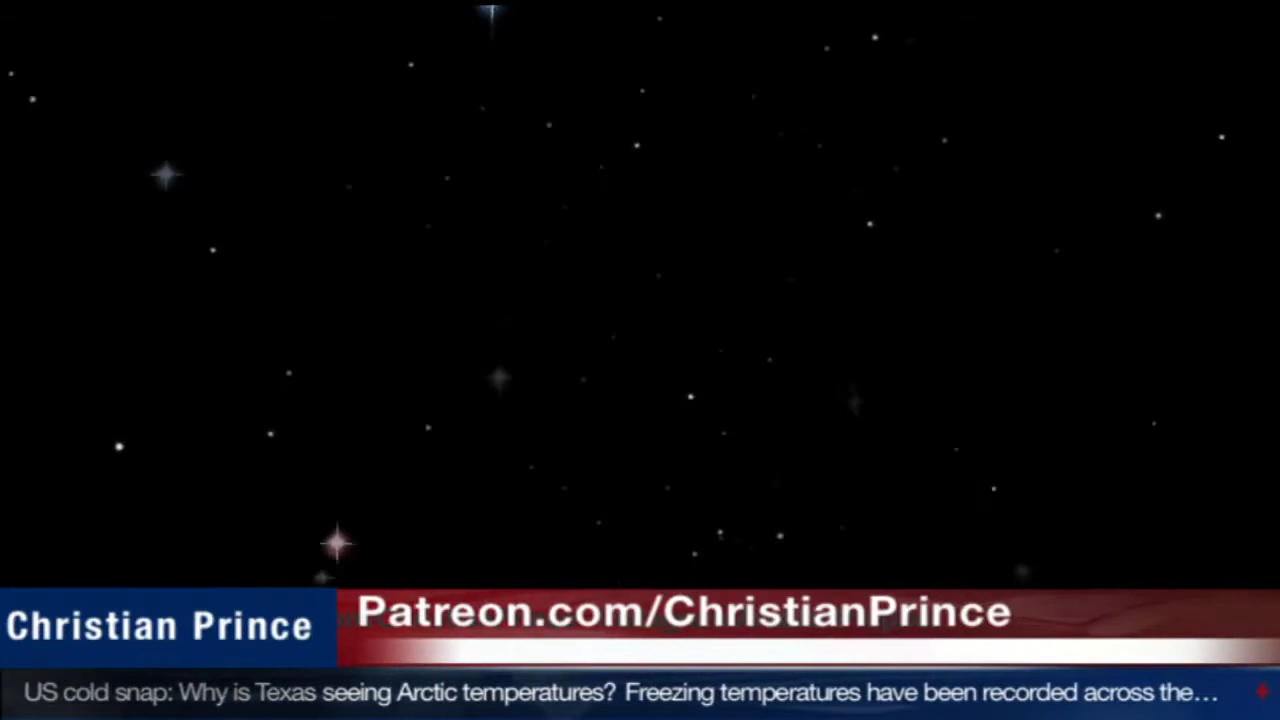 Christian Prince
Patreon.com/ChristianPrince
US cold snap: Why is Texas seeing Arctic temperatures? Freezing temperatures have been recorded across the…